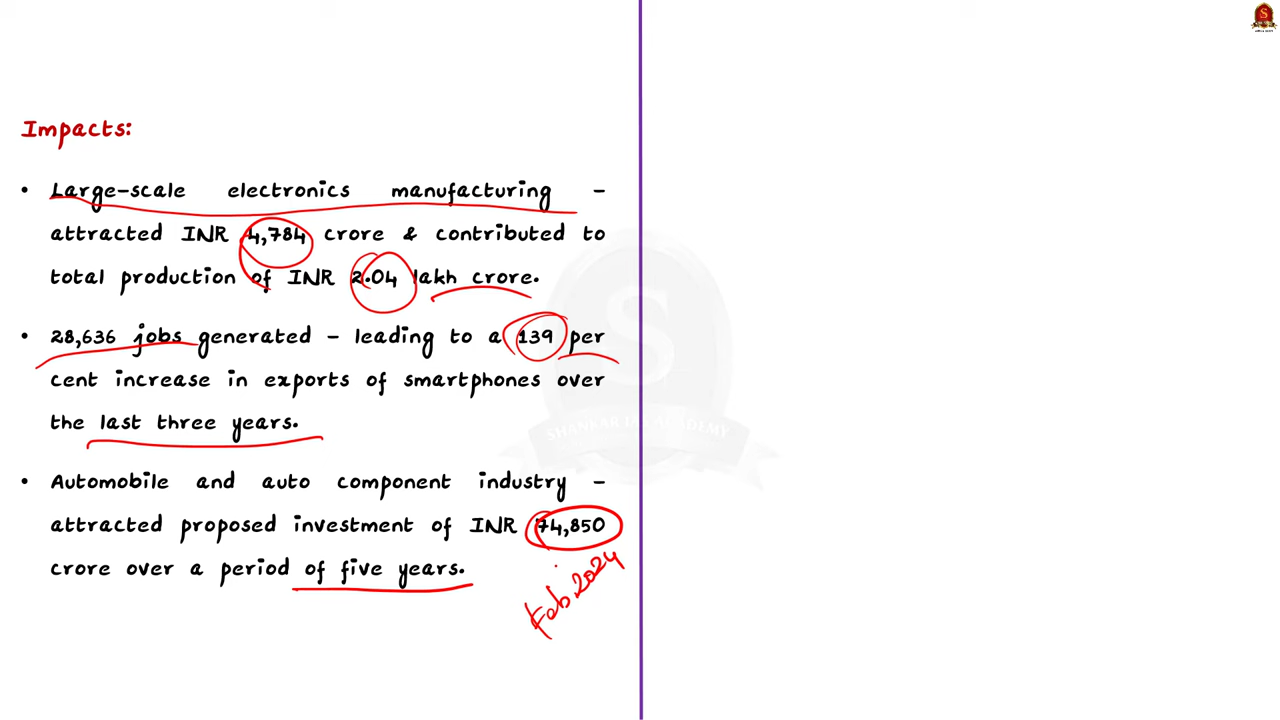 Impacts:
• Large-scale electronics manufacturing –
attracted INR 4,784 crore & contributed to
total production of INR 2.04 lakh crore.
• 28,636 jobs generated – leading to a 139 per
cent increase in exports of smartphones over
the last three years.
• Automobile and auto component industry –
attracted proposed investment of INR 74,850
crore over a period of five years.
Feb 2024
SHANKAR IAS ACADEMY